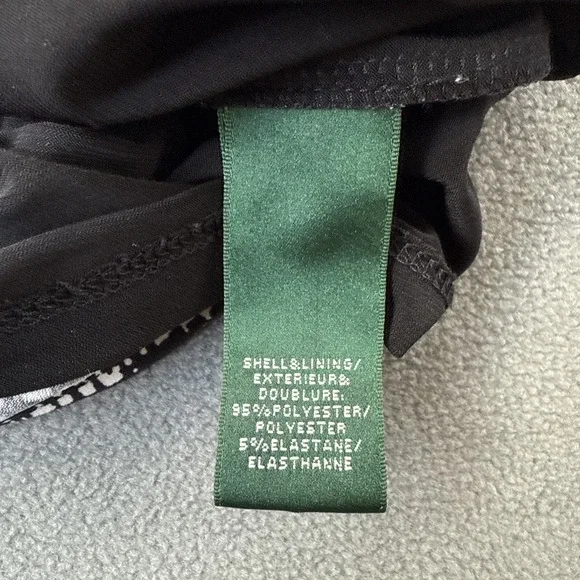 SHELL&LINING/
EXTERIEUR&
DOUBLURE:
95%POLYESTER/
POLYESTER
5%ELASTANE/
ELASTHANNE